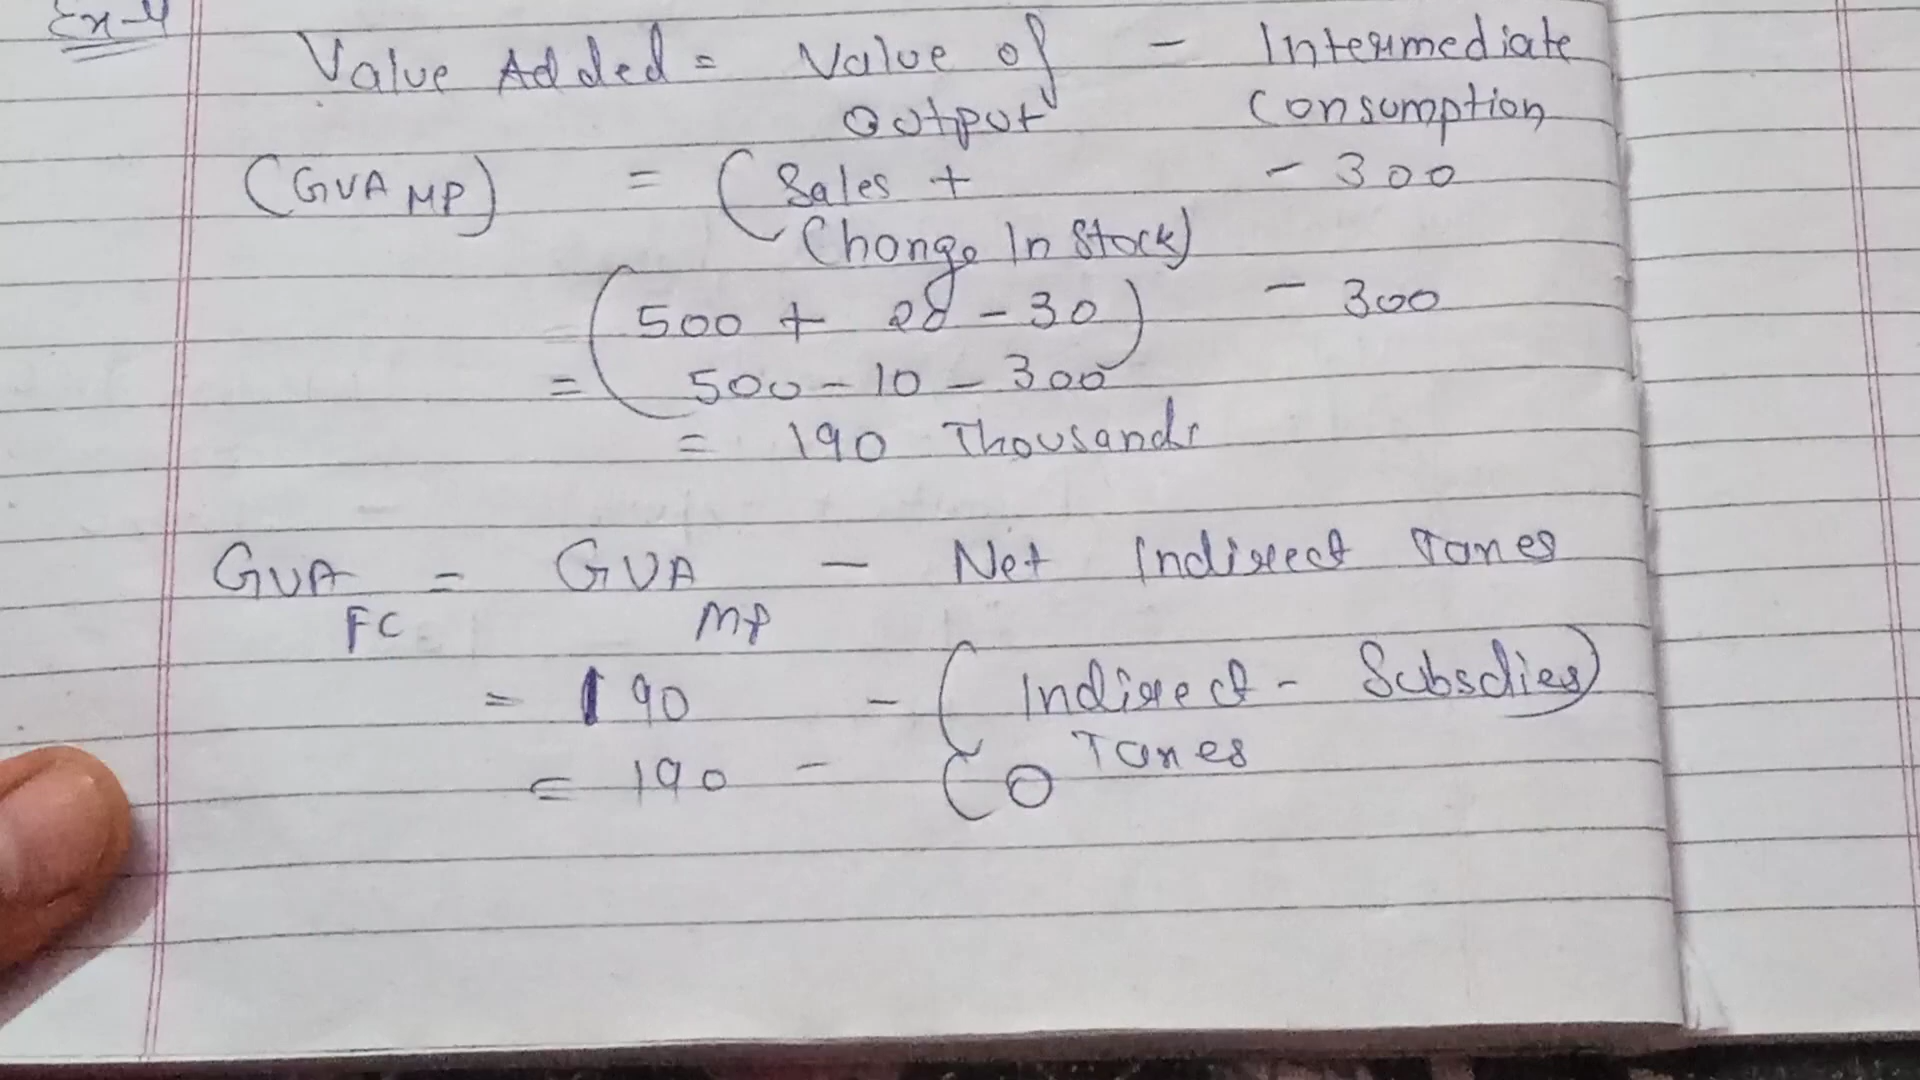 Ex-4
Value Added = Value of output - Intermediate Consumption
(GVA MP) = (Sales + Change In Stock) - 300
= (500 + 20 - 30) - 300
= 500 - 10 - 300
= 190 Thousands
GVA FC = GVA MP - Net Indirect Taxes
= 190 - (Indirect Taxes - Subsdies)
= 190 - (0